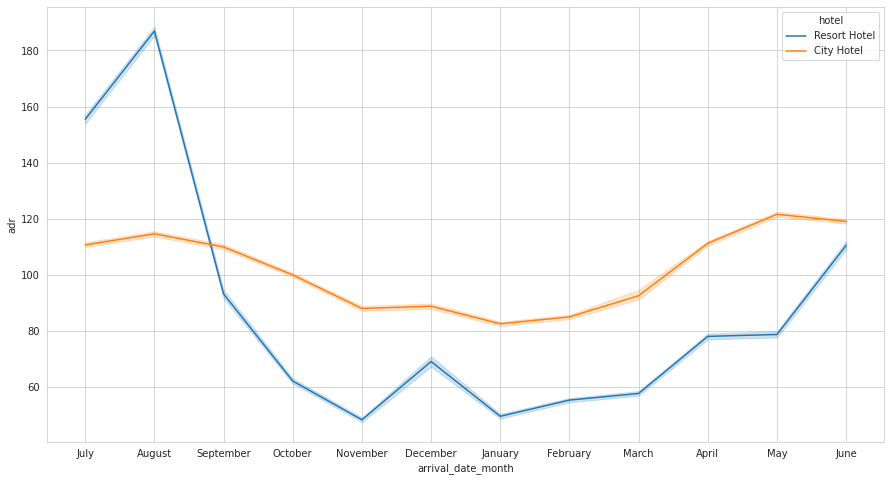 hotel
Resort Hotel
City Hotel
180
160
140
120
100
80
60
adr
July August September October November December January February March April May June
arrival_date_month